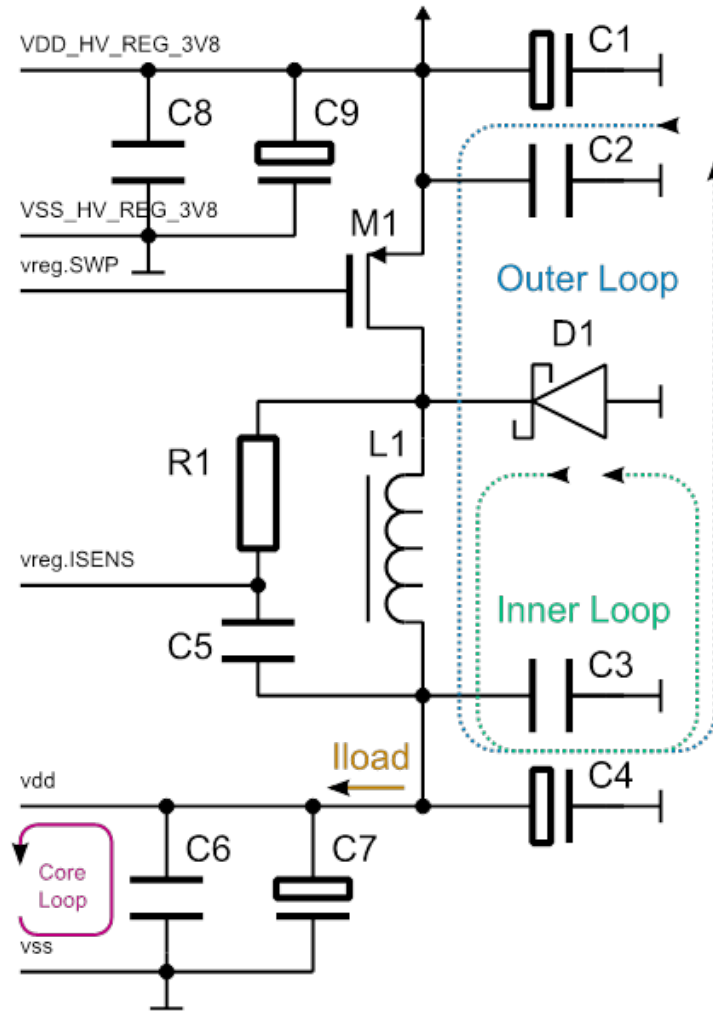 VDD_HV_REG_3V8
C1
C8
C9
C2
VSS_HV_REG_3V8
M1
vreg.SWP
Outer Loop
D1
L1
R1
vreg.ISENS
Inner Loop
C5
C3
Iload
vdd
C4
C6
C7
Core
Loop
vss